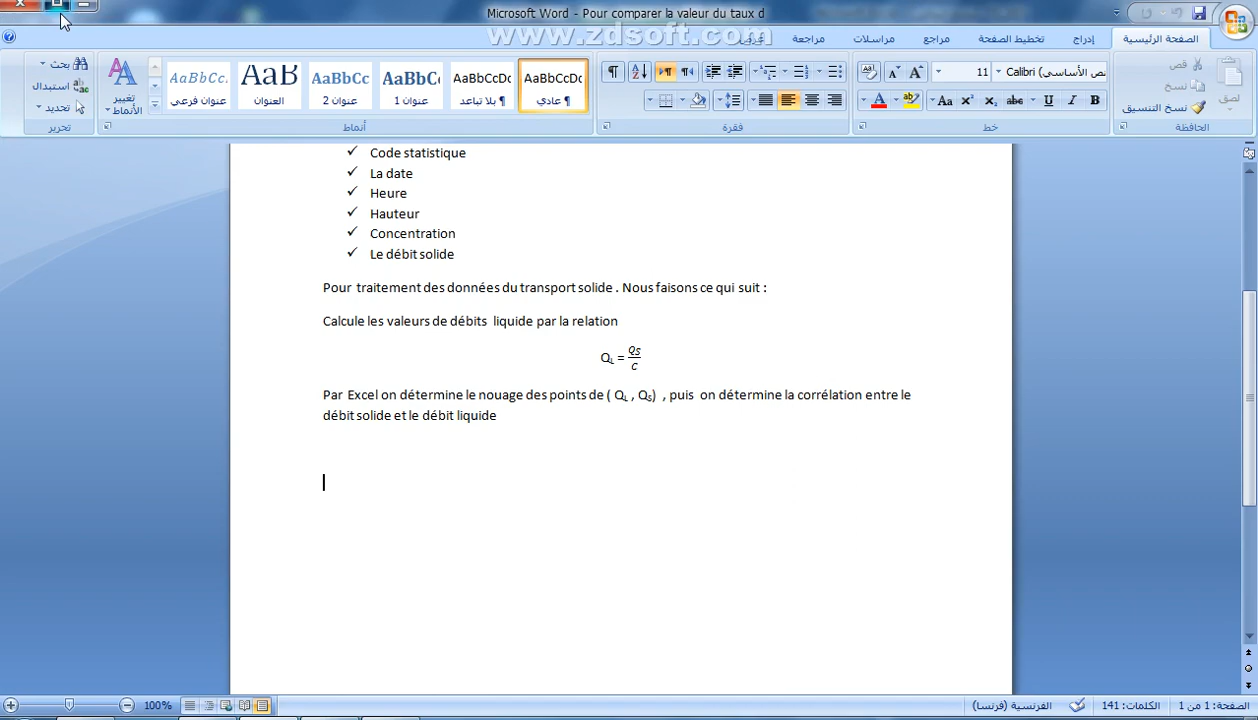 Microsoft Word - Pour comparer la valeur du taux d
www.zdsoft.com
الصفحة الرئيسية
إدراج
تخطيط الصفحة
مراجع
مراسلات
مراجعة
عرض
لصق
قص
نسخ
نسخ التنسيق
الحافظة
Calibri (نص الأساسي)
11
خط
فقرة
AaBbCcDc
¶ عادي
AaBbCcDc
¶ بلا تباعد
AaBbC
عنوان 1
AaBbCc
عنوان 2
AaB
العنوان
AaBbCc.
عنوان فرعي
تغيير الأنماط
أنماط
بحث
استبدال
تحديد
تحرير
✓ Code statistique
✓ La date
✓ Heure
✓ Hauteur
✓ Concentration
✓ Le débit solide
Pour traitement des données du transport solide . Nous faisons ce qui suit :
Calcule les valeurs de débits liquide par la relation
QL = QS/C
Par Excel on détermine le nouage des points de ( QL , QS) , puis on détermine la corrélation entre le
débit solide et le débit liquide
الصفحة: 1 من 1
الكلمات: 141
الفرنسية (فرنسا)
100%